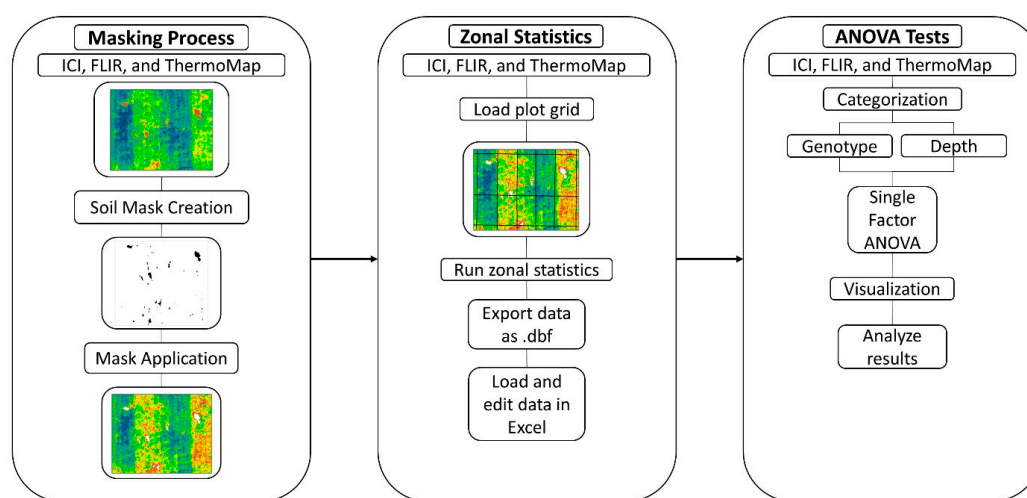 Masking Process
ICI, FLIR, and ThermoMap
Soil Mask Creation
Mask Application
Zonal Statistics
ICI, FLIR, and ThermoMap
Load plot grid
Run zonal statistics
Export data
as .dbf
Load and
edit data in
Excel
ANOVA Tests
ICI, FLIR, and ThermoMap
Categorization
Genotype
Depth
Single
Factor
ANOVA
Visualization
Analyze
results